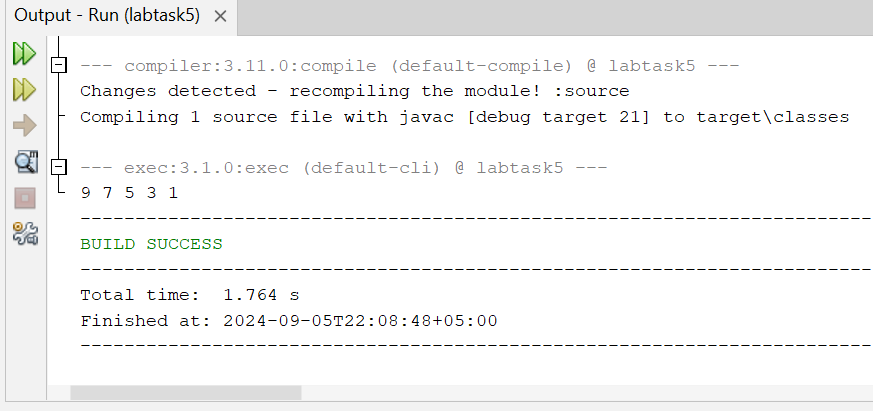 Output - Run (labtask5) ×
--- compiler:3.11.0:compile (default-compile) @ labtask5 ---
Changes detected - recompiling the module! :source
Compiling 1 source file with javac [debug target 21] to target\classes
--- exec:3.1.0:exec (default-cli) @ labtask5 ---
9 7 5 3 1
------------------------------------------------------------------------
BUILD SUCCESS
------------------------------------------------------------------------
Total time:  1.764 s
Finished at: 2024-09-05T22:08:48+05:00
------------------------------------------------------------------------